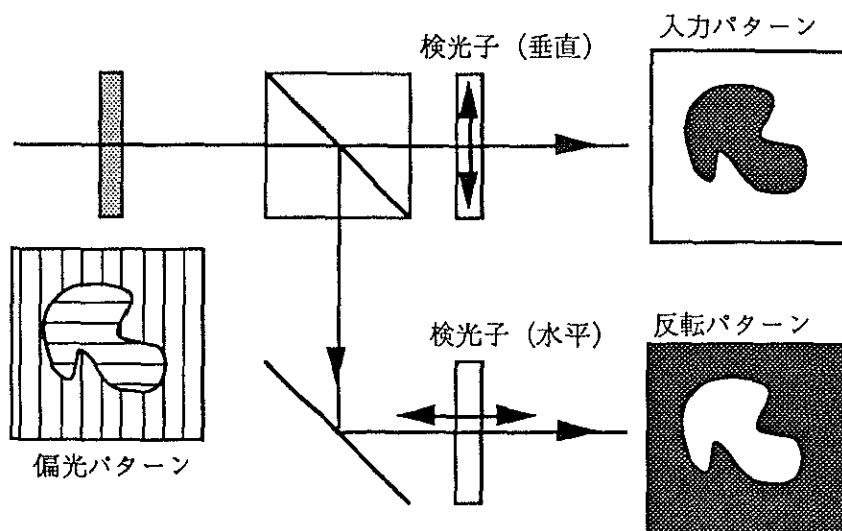 入力パターン
検光子（垂直）
検光子（水平）
反転パターン
偏光パターン